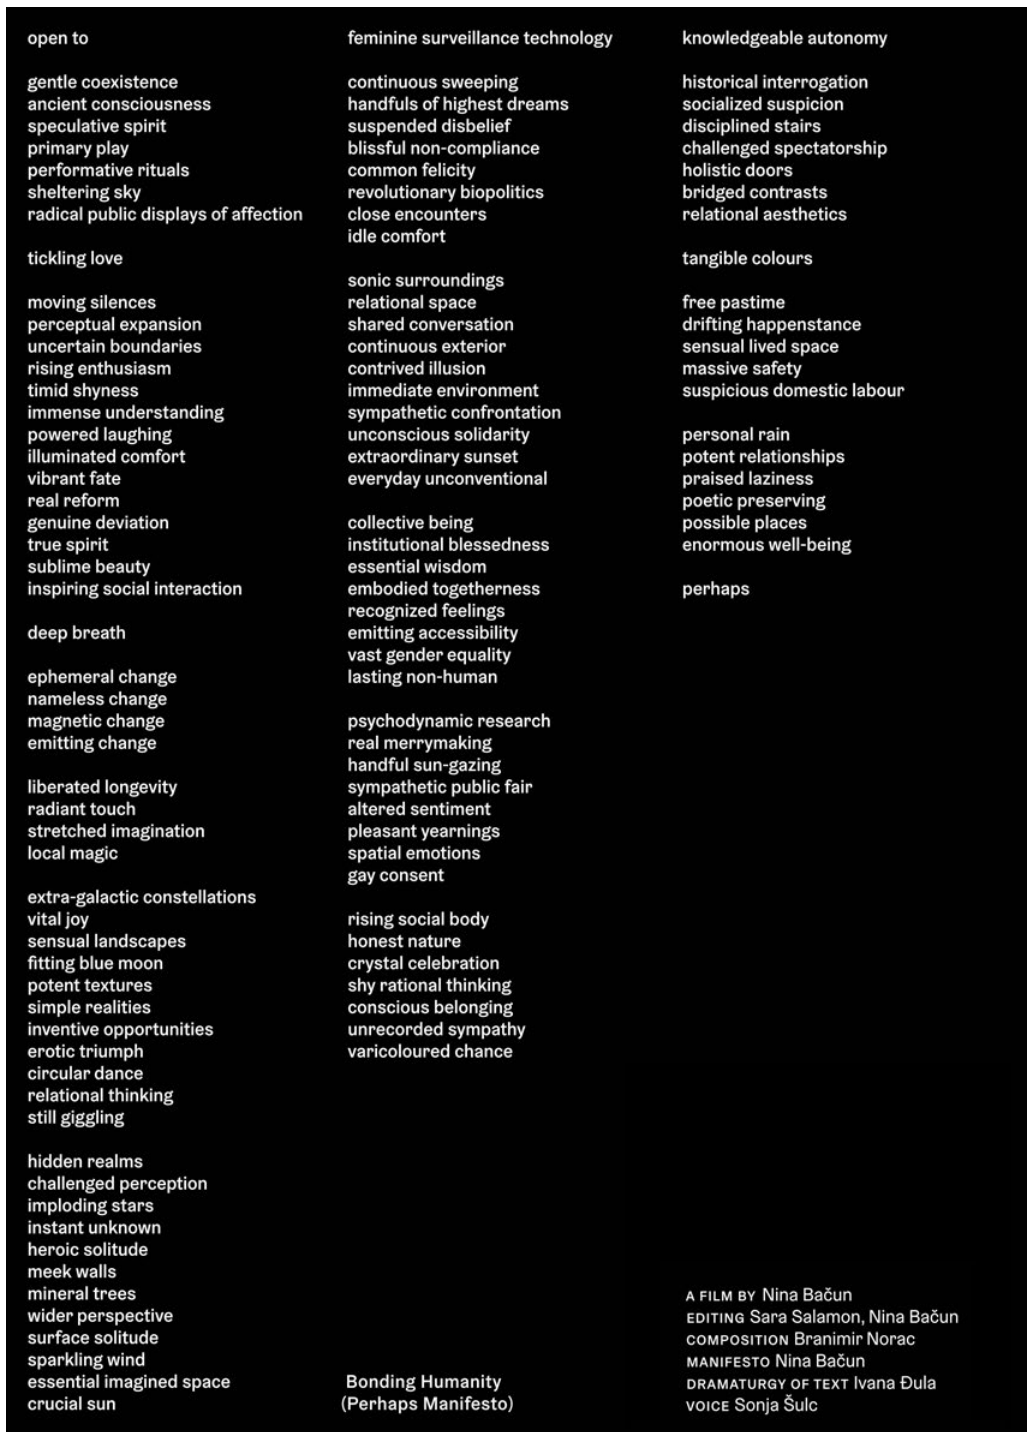 open to
gentle coexistence
ancient consciousness
speculative spirit
primary play
performative rituals
sheltering sky
radical public displays of affection
tickling love
moving silences
perceptual expansion
uncertain boundaries
rising enthusiasm
timid shyness
immense understanding
powered laughing
illuminated comfort
vibrant fate
real reform
genuine deviation
true spirit
sublime beauty
inspiring social interaction
deep breath
ephemeral change
nameless change
magnetic change
emitting change
liberated longevity
radiant touch
stretched imagination
local magic
extra-galactic constellations
vital joy
sensual landscapes
fitting blue moon
potent textures
simple realities
inventive opportunities
erotic triumph
circular dance
relational thinking
still giggling
hidden realms
challenged perception
imploding stars
instant unknown
heroic solitude
meek walls
mineral trees
wider perspective
surface solitude
sparkling wind
essential imagined space
crucial sun
feminine surveillance technology
continuous sweeping
handfuls of highest dreams
suspended disbelief
blissful non-compliance
common felicity
revolutionary biopolitics
close encounters
idle comfort
sonic surroundings
relational space
shared conversation
continuous exterior
contrived illusion
immediate environment
sympathetic confrontation
unconscious solidarity
extraordinary sunset
everyday unconventional
collective being
institutional blessedness
essential wisdom
embodied togetherness
recognized feelings
emitting accessibility
vast gender equality
lasting non-human
psychodynamic research
real merrymaking
handful sun-gazing
sympathetic public fair
altered sentiment
pleasant yearnings
spatial emotions
gay consent
rising social body
honest nature
crystal celebration
shy rational thinking
conscious belonging
unrecorded sympathy
varicoloured chance
knowledgeable autonomy
historical interrogation
socialized suspicion
disciplined stairs
challenged spectatorship
holistic doors
bridged contrasts
relational aesthetics
tangible colours
free pastime
drifting happenstance
sensual lived space
massive safety
suspicious domestic labour
personal rain
potent relationships
praised laziness
poetic preserving
possible places
enormous well-being
perhaps
Bonding Humanity
(Perhaps Manifesto)
A FILM BY Nina Bačun
EDITING Sara Salamon, Nina Bačun
COMPOSITION Branimir Norac
MANIFESTO Nina Bačun
DRAMATURGY OF TEXT Ivana Đula
VOICE Sonja Šulc